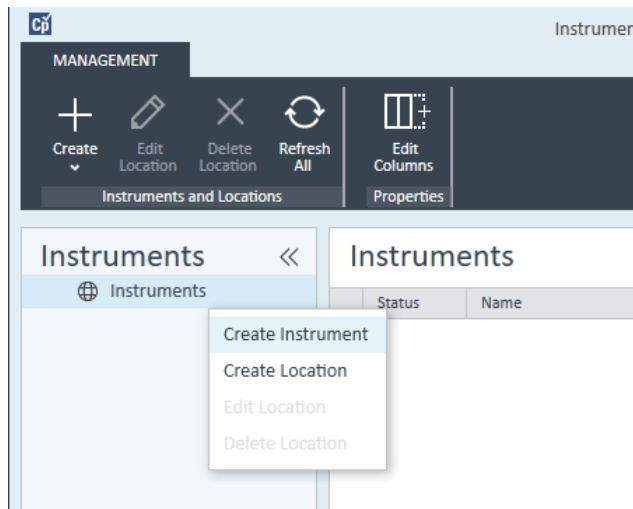 Cp
Instrumen
MANAGEMENT
Create
Edit
Location
Delete
Location
Refresh
All
Edit
Columns
Instruments and Locations
Properties
Instruments
Instruments
Instruments
Status
Name
Create Instrument
Create Location
Edit Location
Delete Location